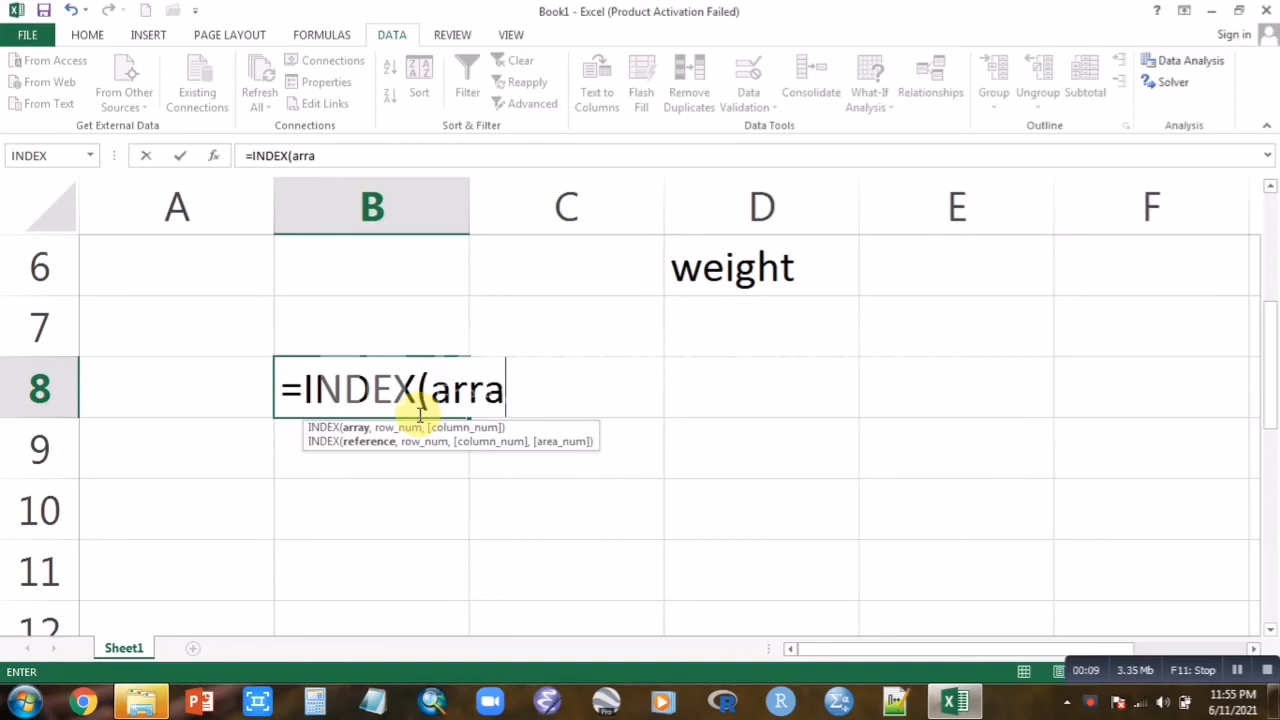 Book1 - Excel (Product Activation Failed)
FILE HOME INSERT PAGE LAYOUT FORMULAS DATA REVIEW VIEW Sign in
From Access
From Web
From Text
From Other Sources
Existing Connections
Get External Data
Refresh All
Connections
Properties
Edit Links
Connections
Sort
Filter
Clear
Reapply
Advanced
Sort & Filter
Text to Columns
Flash Fill
Remove Duplicates
Data Validation
Consolidate
What-If Analysis
Relationships
Data Tools
Group
Ungroup
Subtotal
Outline
Data Analysis
Solver
Analysis
INDEX =INDEX(arra
A B C D E F
6 weight
7
8 =INDEX(arra
INDEX(array, row_num, [column_num])
INDEX(reference, row_num, [column_num], [area_num])
9
10
11
12
Sheet1
ENTER
00:09 3.35 Mb F11: Stop
11:55 PM
6/11/2021